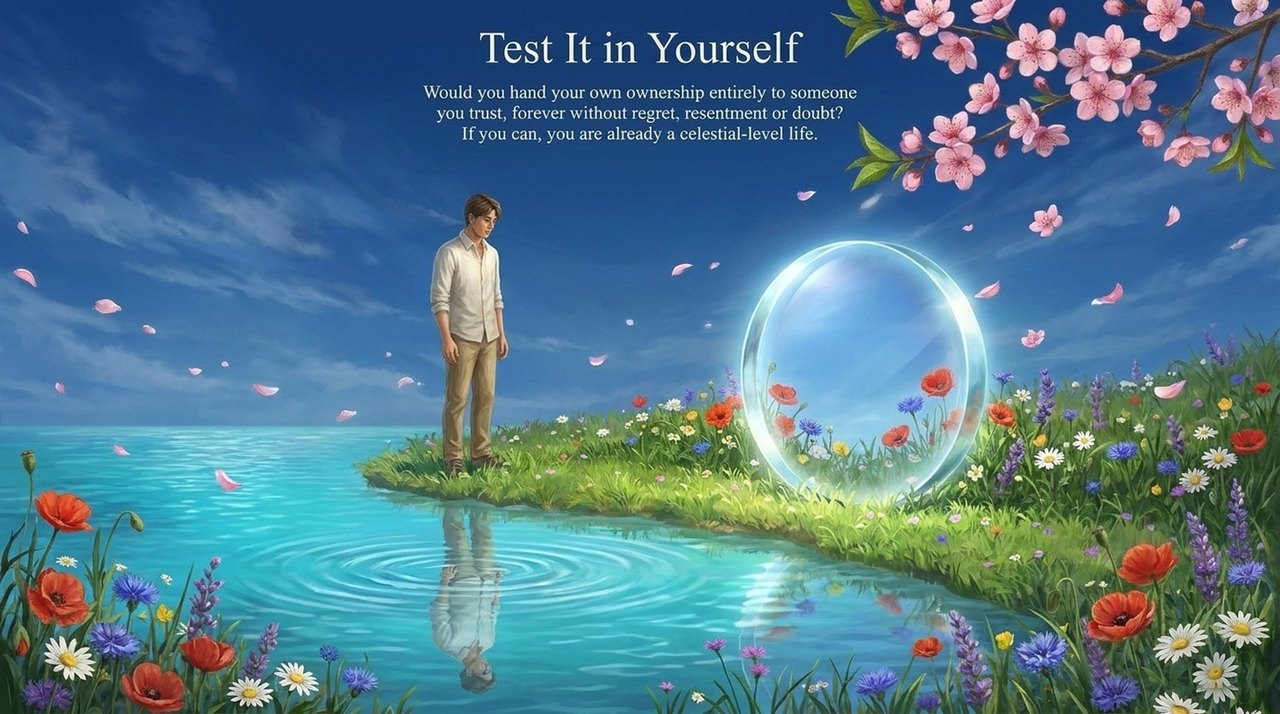 Test It in Yourself
Would you hand your own ownership entirely to someone
you trust, forever without regret, resentment or doubt?
If you can, you are already a celestial-level life.